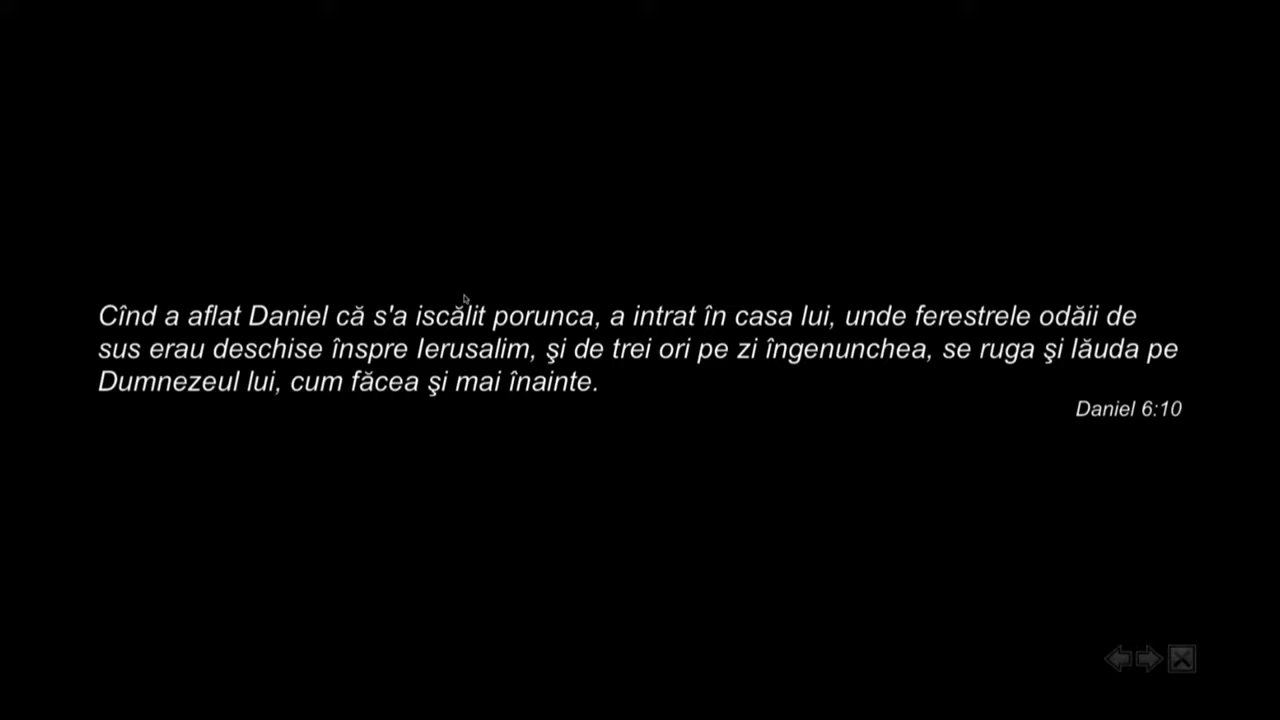 Cînd a aflat Daniel că s'a iscălit porunca, a intrat în casa lui, unde ferestrele odăii de
sus erau deschise înspre Ierusalim, şi de trei ori pe zi îngenunchea, se ruga şi lăuda pe
Dumnezeul lui, cum făcea şi mai înainte.
Daniel 6:10